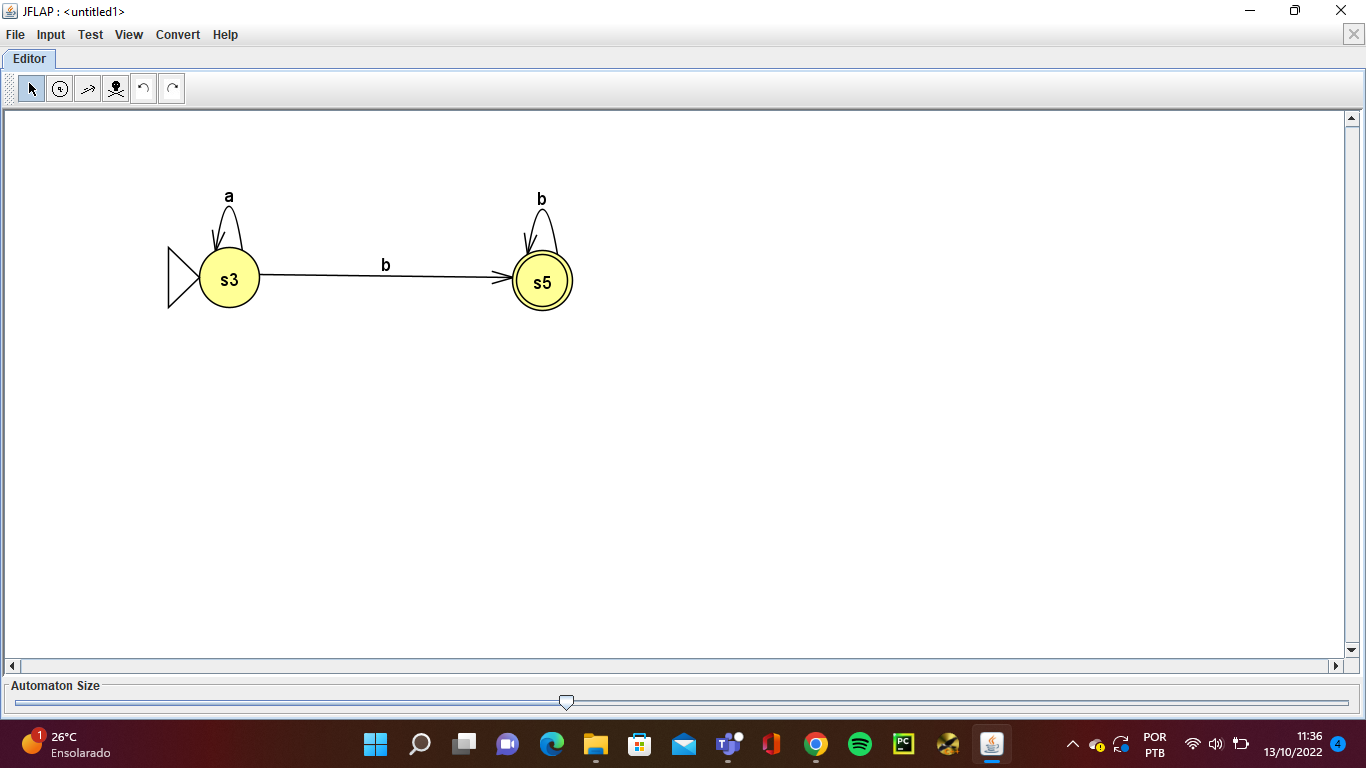 JFLAP : <untitled1>
File Input Test View Convert Help
Editor
a
b
b
s3
s5
Automaton Size
1
26°C
Ensolarado
T
PC
POR
PTB
11:36
13/10/2022
4